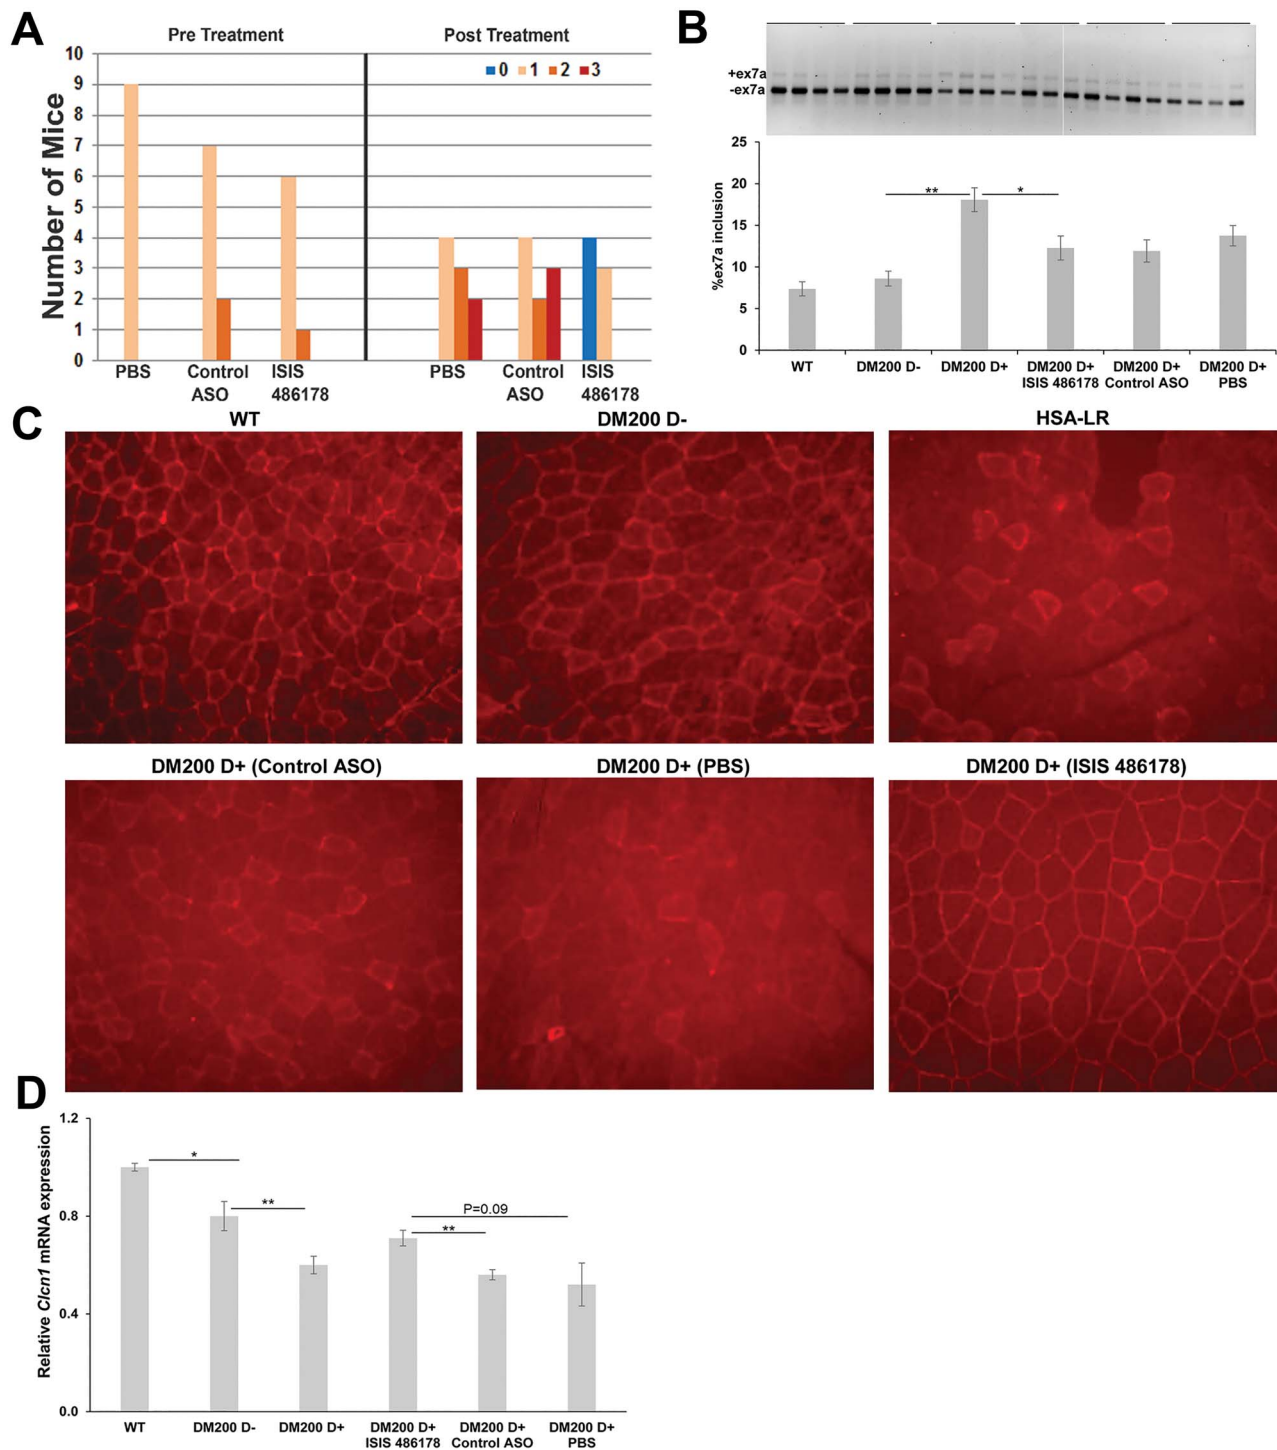 A
Pre Treatment
Post Treatment
0 1 2 3
Number of Mice
10
9
8
7
6
5
4
3
2
1
0
PBS
Control
ASO
ISIS
486178
PBS
Control
ASO
ISIS
486178
B
+ex7a
-ex7a
%ex7a inclusion
25
20
15
10
5
0
**
*
WT
DM200 D-
DM200 D+
DM200 D+
ISIS 486178
DM200 D+
Control ASO
DM200 D+
PBS
C
WT
DM200 D-
HSA-LR
DM200 D+ (Control ASO)
DM200 D+ (PBS)
DM200 D+ (ISIS 486178)
D
Relative Clcn1 mRNA expression
1.2
0.8
0.4
0.0
*
**
P=0.09
**
WT
DM200 D-
DM200 D+
DM200 D+
ISIS 486178
DM200 D+
Control ASO
DM200 D+
PBS